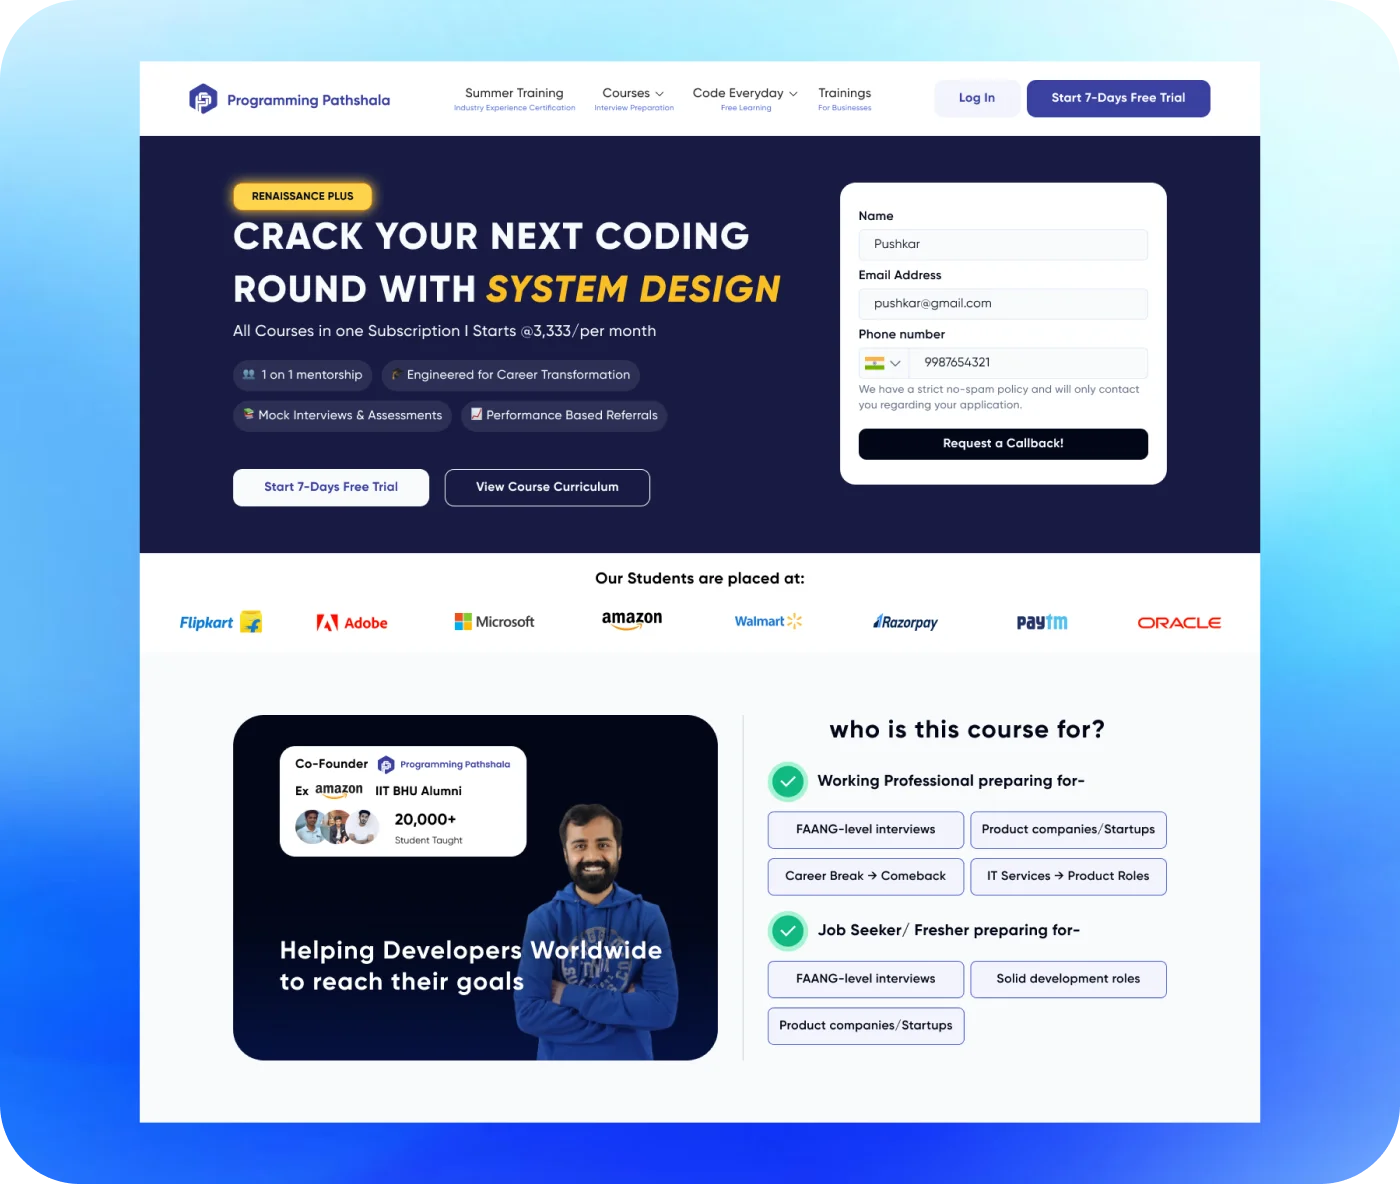 Programming Pathshala
Summer Training
Industry Experience Certification
Courses
Interview Preparation
Code Everyday
Free Learning
Trainings
For Businesses
Log In
Start 7-Days Free Trial
RENAISSANCE PLUS
CRACK YOUR NEXT CODING
ROUND WITH SYSTEM DESIGN
All Courses in one Subscription I Starts @3,333/per month
1 on 1 mentorship
Engineered for Career Transformation
Mock Interviews & Assessments
Performance Based Referrals
Start 7-Days Free Trial
View Course Curriculum
Name
Pushkar
Email Address
pushkar@gmail.com
Phone number
9987654321
We have a strict no-spam policy and will only contact
you regarding your application.
Request a Callback!
Our Students are placed at:
Flipkart
Adobe
Microsoft
amazon
Walmart
Razorpay
paytm
ORACLE
Co-Founder Programming Pathshala
Ex amazon IIT BHU Alumni
20,000+
Student Taught
Helping Developers Worldwide
to reach their goals
who is this course for?
Working Professional preparing for-
FAANG-level interviews
Product companies/Startups
Career Break → Comeback
IT Services → Product Roles
Job Seeker/ Fresher preparing for-
FAANG-level interviews
Solid development roles
Product companies/Startups